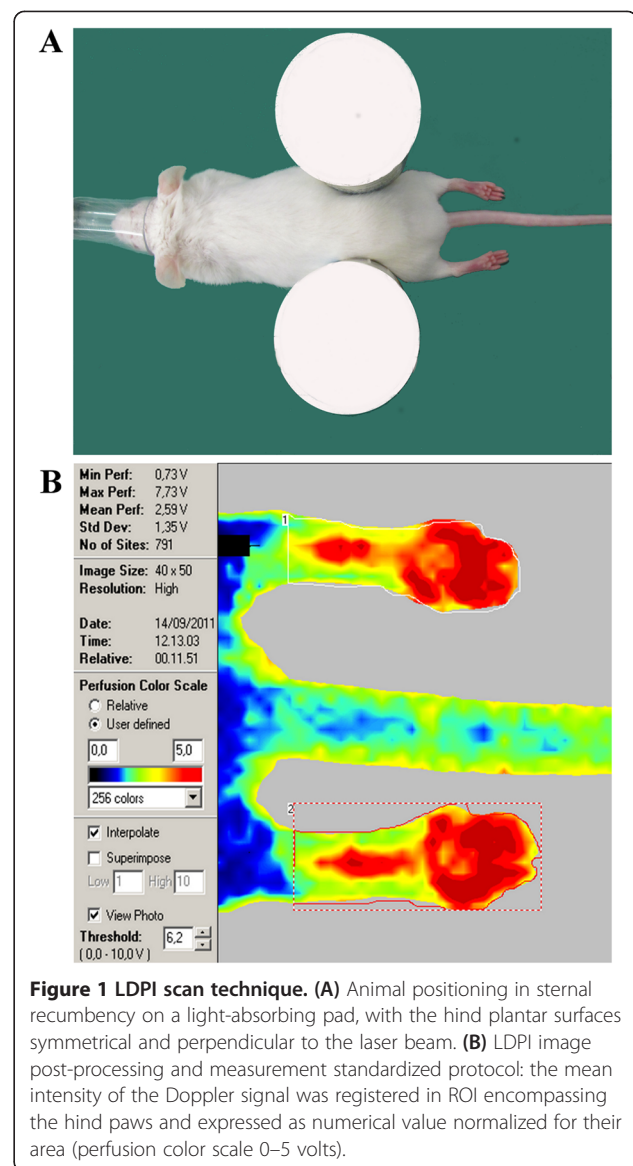 A
B
Min Perf: 0,73 V
Max Perf: 7,73 V
Mean Perf: 2,59 V
Std Dev: 1,35 V
No of Sites: 791
Image Size: 40 x 50
Resolution: High
Date: 14/09/2011
Time: 12.13.03
Relative: 00.11.51
Perfusion Color Scale
Relative
User defined
0,0 5,0
256 colors
Interpolate
Superimpose
Low 1 High 10
View Photo
Threshold: 6,2
(0,0 - 10,0 V)
1
2
Figure 1 LDPI scan technique. (A) Animal positioning in sternal
recumbency on a light-absorbing pad, with the hind plantar surfaces
symmetrical and perpendicular to the laser beam. (B) LDPI image
post-processing and measurement standardized protocol: the mean
intensity of the Doppler signal was registered in ROI encompassing
the hind paws and expressed as numerical value normalized for their
area (perfusion color scale 0–5 volts).